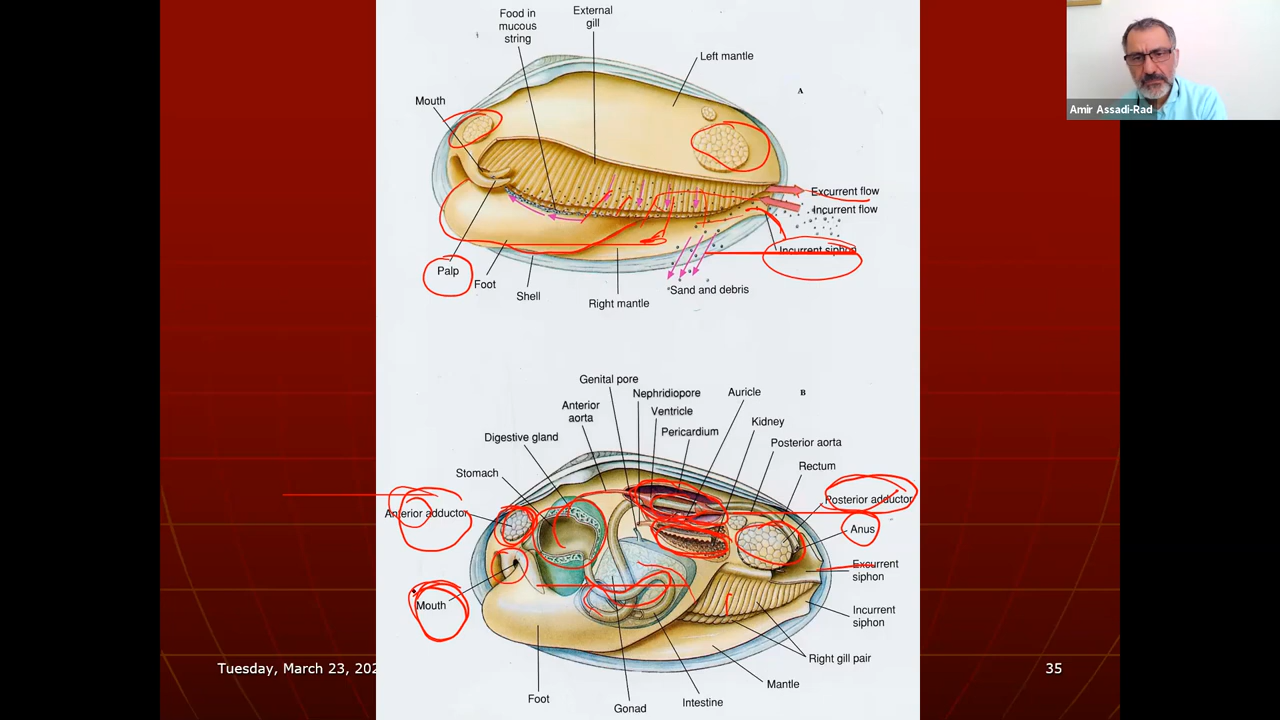 Food in
mucous
string
External
gill
Left mantle
A
Mouth
Excurrent flow
Incurrent flow
Incurrent siphon
Palp
Foot
Shell
Right mantle
Sand and debris
Amir Assadi-Rad
Genital pore
Nephridiopore
Auricle
B
Anterior
aorta
Ventricle
Pericardium
Kidney
Digestive gland
Posterior aorta
Stomach
Rectum
Anterior adductor
Posterior adductor
Anus
Excurrent
siphon
Mouth
Incurrent
siphon
Right gill pair
Mantle
Foot
Gonad
Intestine
Tuesday, March 23, 202
35